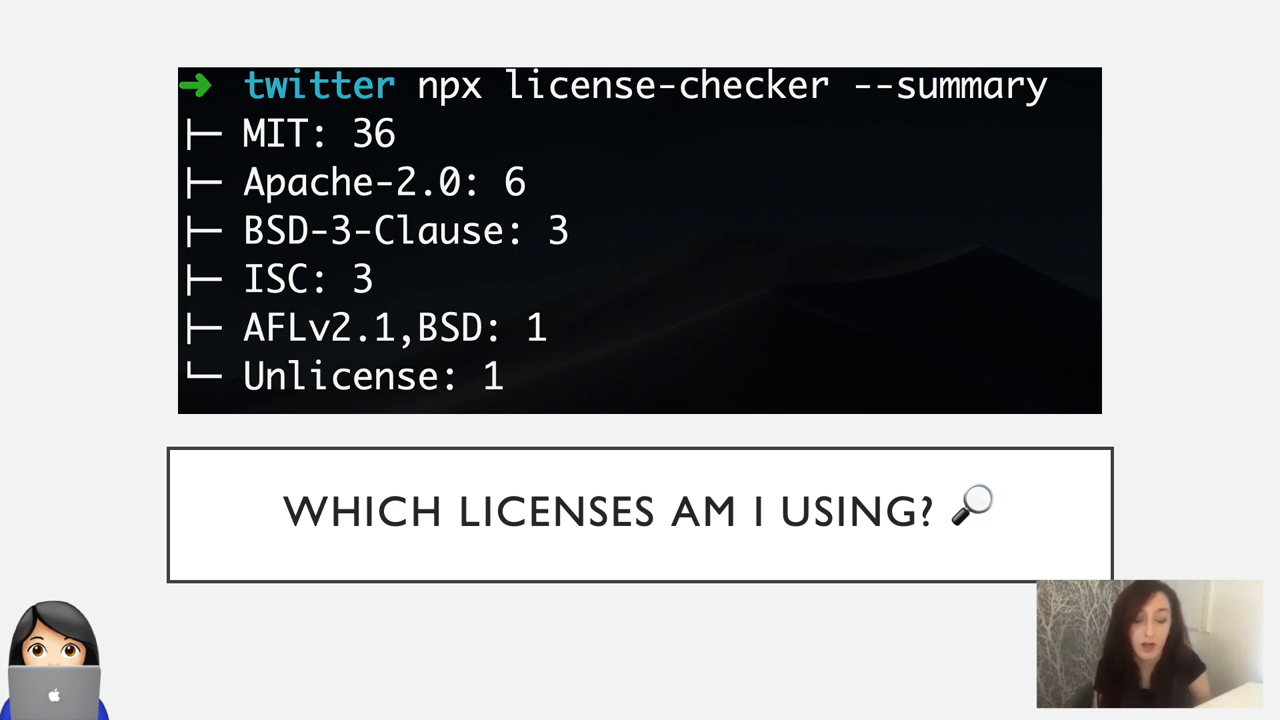 ➜ twitter npx license-checker --summary
├─ MIT: 36
├─ Apache-2.0: 6
├─ BSD-3-Clause: 3
├─ ISC: 3
├─ AFLv2.1,BSD: 1
└─ Unlicense: 1
WHICH LICENSES AM I USING? 🔎